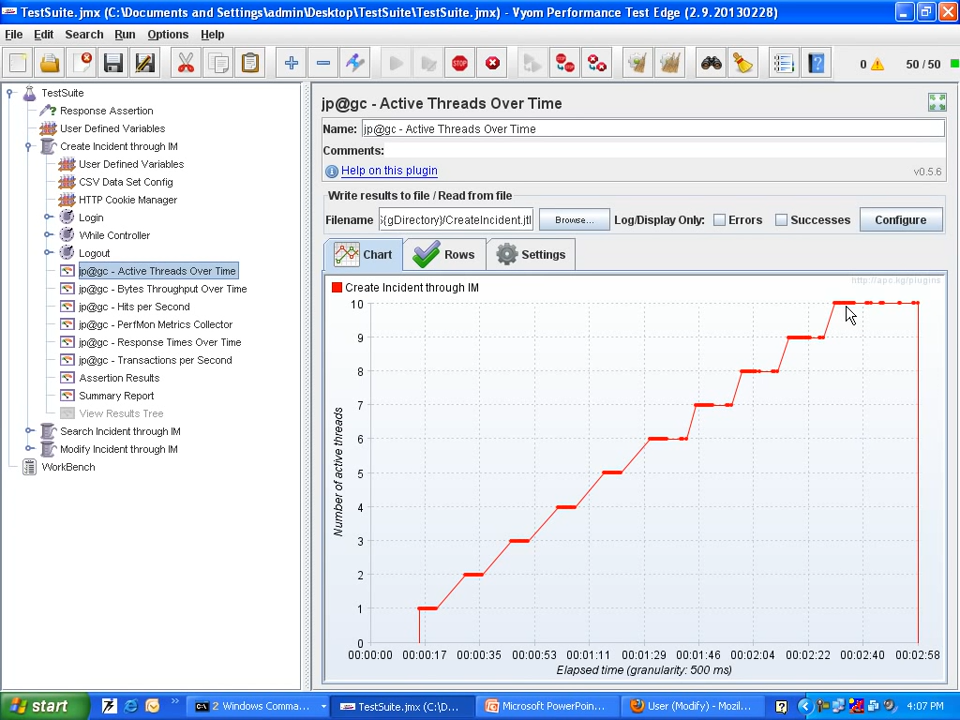 TestSuite.jmx (C:\Documents and Settings\admin\Desktop\TestSuite\TestSuite.jmx) - Vyom Performance Test Edge (2.9.20130228)
File Edit Search Run Options Help
0 50 / 50
TestSuite
Response Assertion
User Defined Variables
Create Incident through IM
User Defined Variables
CSV Data Set Config
HTTP Cookie Manager
Login
While Controller
Logout
jp@gc - Active Threads Over Time
jp@gc - Bytes Throughput Over Time
jp@gc - Hits per Second
jp@gc - PerfMon Metrics Collector
jp@gc - Response Times Over Time
jp@gc - Transactions per Second
Assertion Results
Summary Report
View Results Tree
Search Incident through IM
Modify Incident through IM
WorkBench
jp@gc - Active Threads Over Time
Name: jp@gc - Active Threads Over Time
Comments:
Help on this plugin v0.5.6
Write results to file / Read from file
Filename ${gDirectory}/CreateIncident.jtl Browse... Log/Display Only: Errors Successes Configure
Chart Rows Settings
http://apc.kg/plugins
Create Incident through IM
10
9
8
7
6
5
4
3
2
1
0
Number of active threads
00:00:00 00:00:17 00:00:35 00:00:53 00:01:11 00:01:29 00:01:46 00:02:04 00:02:22 00:02:40 00:02:58
Elapsed time (granularity: 500 ms)
start 2 Windows Comma... TestSuite.jmx (C:\D... Microsoft PowerPoin... User (Modify) - Mozil... 4:07 PM